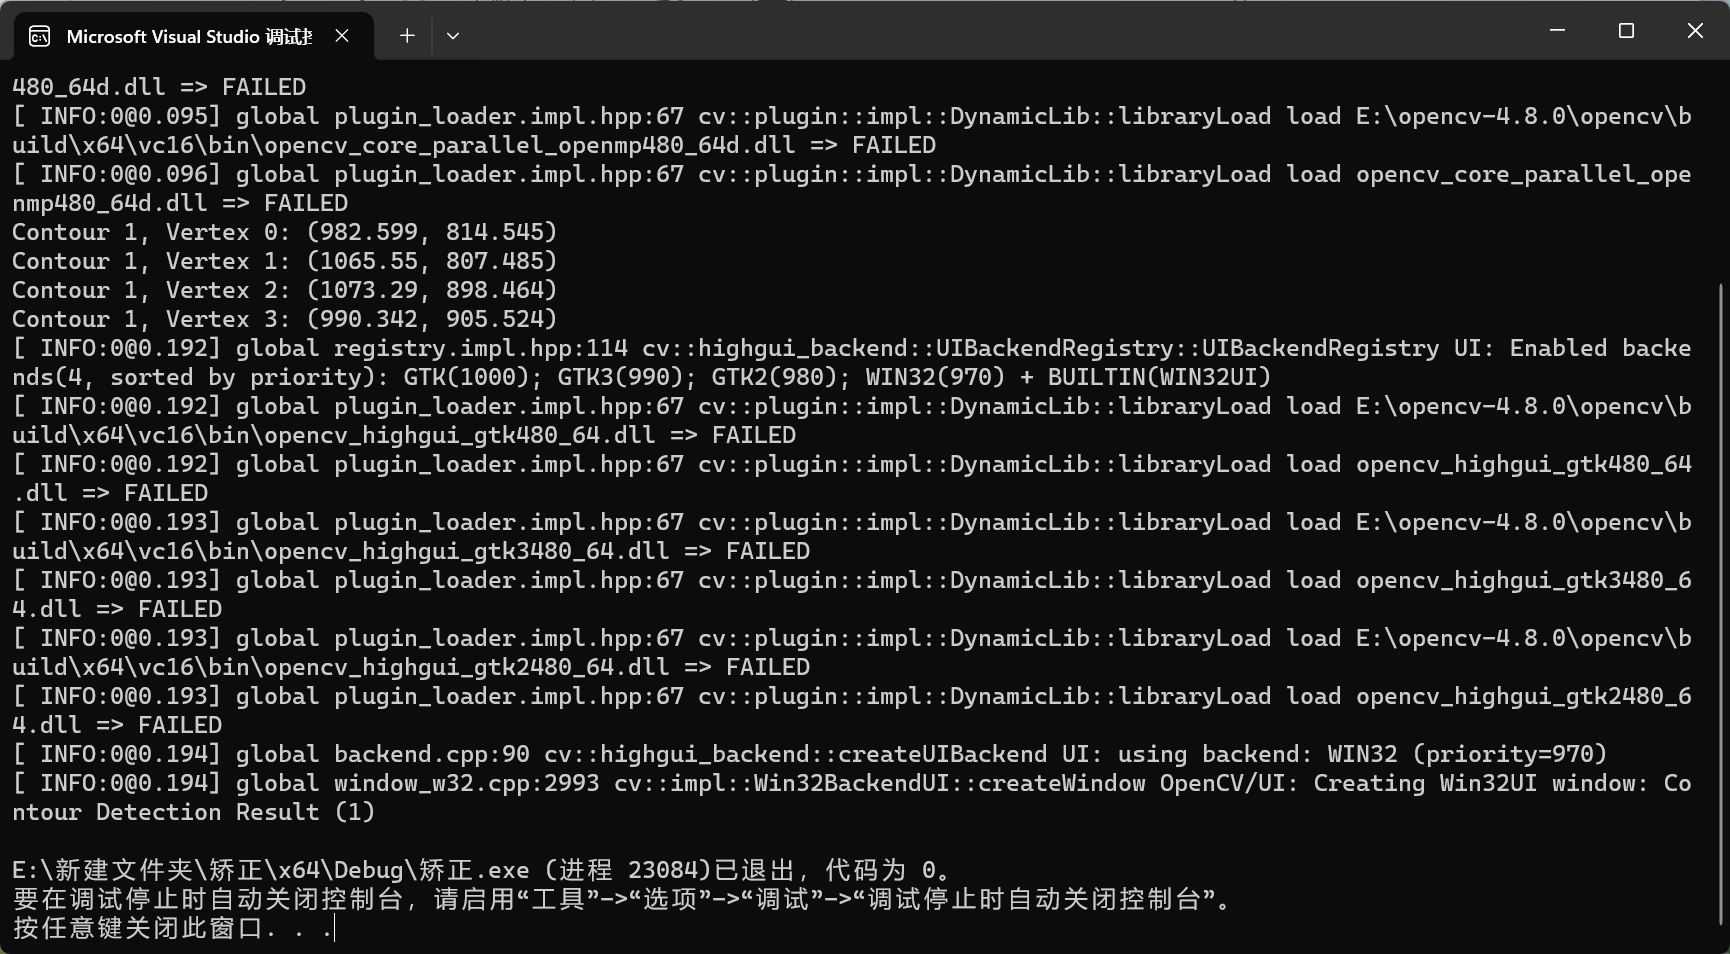 Microsoft Visual Studio 调试控
480_64d.dll => FAILED
[ INFO:0@0.095] global plugin_loader.impl.hpp:67 cv::plugin::impl::DynamicLib::libraryLoad load E:\opencv-4.8.0\opencv\b
uild\x64\vc16\bin\opencv_core_parallel_openmp480_64d.dll => FAILED
[ INFO:0@0.096] global plugin_loader.impl.hpp:67 cv::plugin::impl::DynamicLib::libraryLoad load opencv_core_parallel_ope
nmp480_64d.dll => FAILED
Contour 1, Vertex 0: (982.599, 814.545)
Contour 1, Vertex 1: (1065.55, 807.485)
Contour 1, Vertex 2: (1073.29, 898.464)
Contour 1, Vertex 3: (990.342, 905.524)
[ INFO:0@0.192] global registry.impl.hpp:114 cv::highgui_backend::UIBackendRegistry::UIBackendRegistry UI: Enabled backe
nds(4, sorted by priority): GTK(1000); GTK3(990); GTK2(980); WIN32(970) + BUILTIN(WIN32UI)
[ INFO:0@0.192] global plugin_loader.impl.hpp:67 cv::plugin::impl::DynamicLib::libraryLoad load E:\opencv-4.8.0\opencv\b
uild\x64\vc16\bin\opencv_highgui_gtk480_64.dll => FAILED
[ INFO:0@0.192] global plugin_loader.impl.hpp:67 cv::plugin::impl::DynamicLib::libraryLoad load opencv_highgui_gtk480_64
.dll => FAILED
[ INFO:0@0.193] global plugin_loader.impl.hpp:67 cv::plugin::impl::DynamicLib::libraryLoad load E:\opencv-4.8.0\opencv\b
uild\x64\vc16\bin\opencv_highgui_gtk3480_64.dll => FAILED
[ INFO:0@0.193] global plugin_loader.impl.hpp:67 cv::plugin::impl::DynamicLib::libraryLoad load opencv_highgui_gtk3480_6
4.dll => FAILED
[ INFO:0@0.193] global plugin_loader.impl.hpp:67 cv::plugin::impl::DynamicLib::libraryLoad load E:\opencv-4.8.0\opencv\b
uild\x64\vc16\bin\opencv_highgui_gtk2480_64.dll => FAILED
[ INFO:0@0.193] global plugin_loader.impl.hpp:67 cv::plugin::impl::DynamicLib::libraryLoad load opencv_highgui_gtk2480_6
4.dll => FAILED
[ INFO:0@0.194] global backend.cpp:90 cv::highgui_backend::createUIBackend UI: using backend: WIN32 (priority=970)
[ INFO:0@0.194] global window_w32.cpp:2993 cv::impl::Win32BackendUI::createWindow OpenCV/UI: Creating Win32UI window: Co
ntour Detection Result (1)
E:\新建文件夹\矫正\x64\Debug\矫正.exe (进程 23084)已退出，代码为 0。
要在调试停止时自动关闭控制台，请启用“工具”->“选项”->“调试”->“调试停止时自动关闭控制台”。
按任意键关闭此窗口. . .